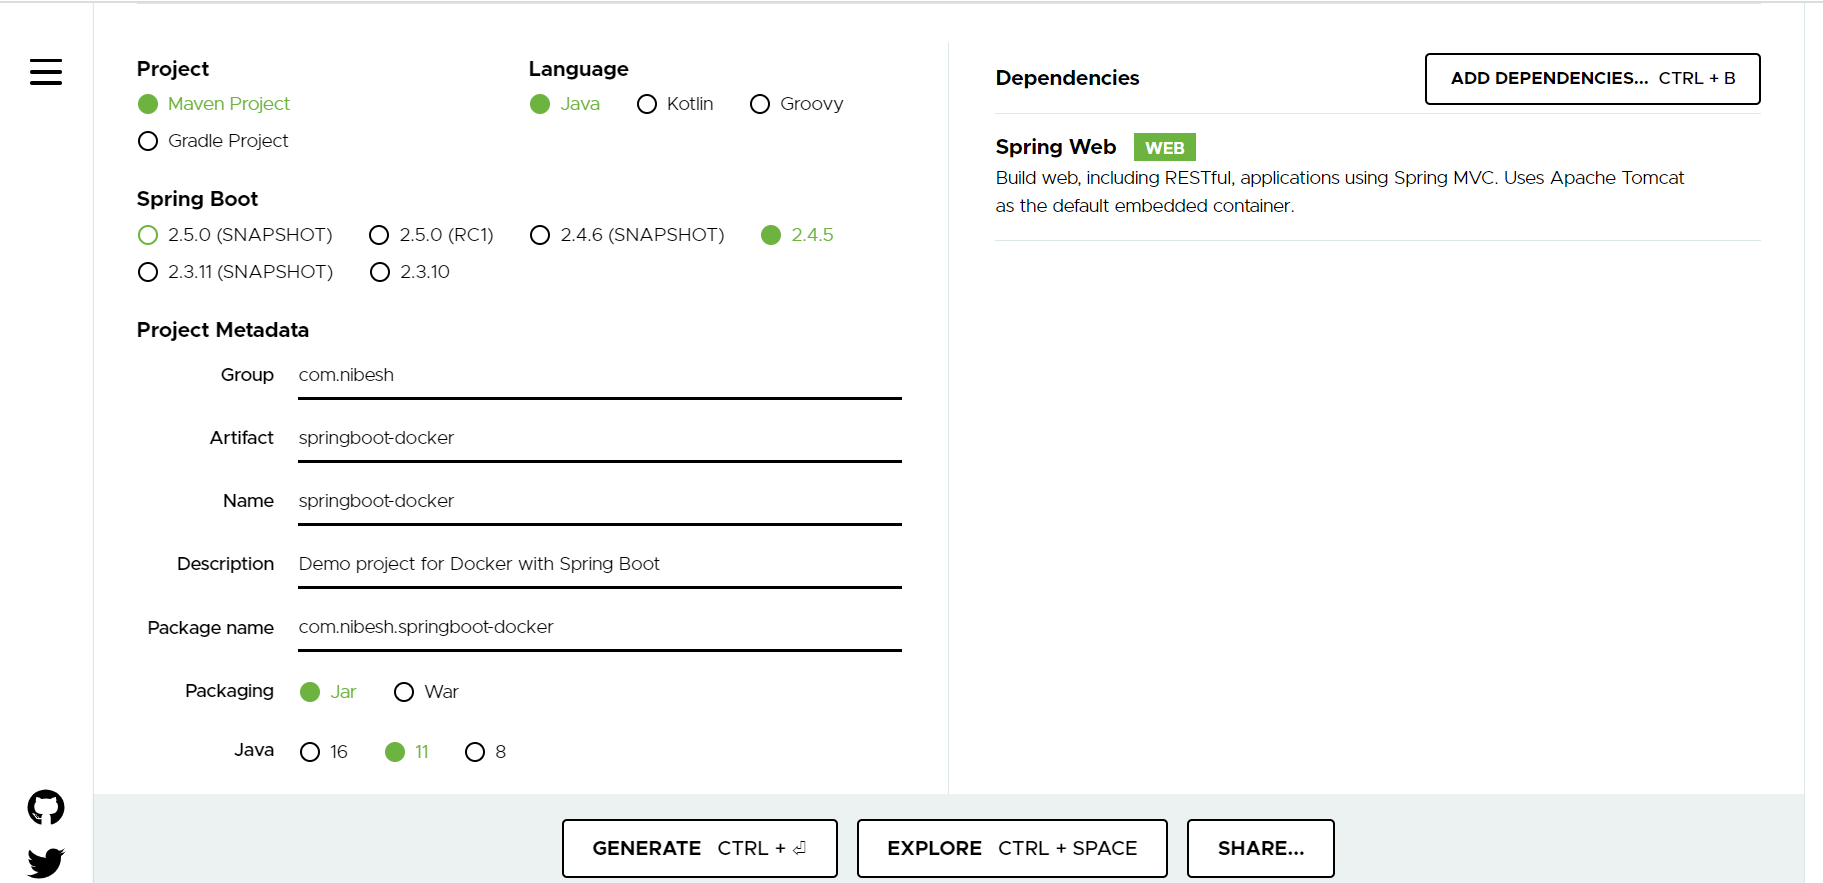 Project
Maven Project
Gradle Project
Language
Java Kotlin Groovy
Spring Boot
2.5.0 (SNAPSHOT) 2.5.0 (RC1) 2.4.6 (SNAPSHOT) 2.4.5
2.3.11 (SNAPSHOT) 2.3.10
Project Metadata
Group com.nibesh
Artifact springboot-docker
Name springboot-docker
Description Demo project for Docker with Spring Boot
Package name com.nibesh.springboot-docker
Packaging Jar War
Java 16 11 8
Dependencies ADD DEPENDENCIES... CTRL + B
Spring Web WEB
Build web, including RESTful, applications using Spring MVC. Uses Apache Tomcat
as the default embedded container.
GENERATE CTRL + ⏎ EXPLORE CTRL + SPACE SHARE...